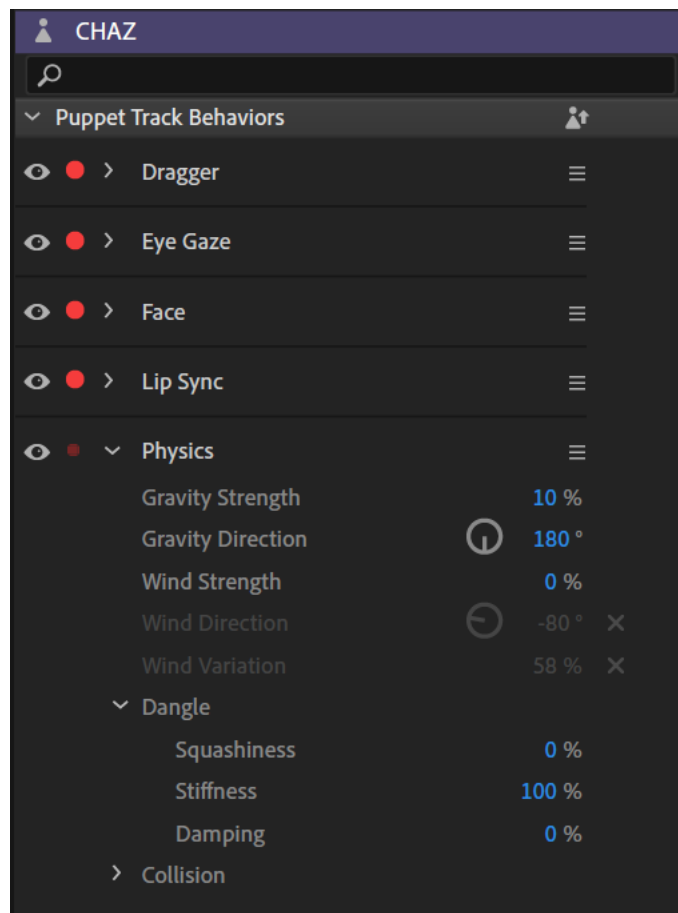 CHAZ
Puppet Track Behaviors
Dragger
Eye Gaze
Face
Lip Sync
Physics
Gravity Strength 10 %
Gravity Direction 180 °
Wind Strength 0 %
Wind Direction -80 °
Wind Variation 58 %
Dangle
Squashiness 0 %
Stiffness 100 %
Damping 0 %
Collision